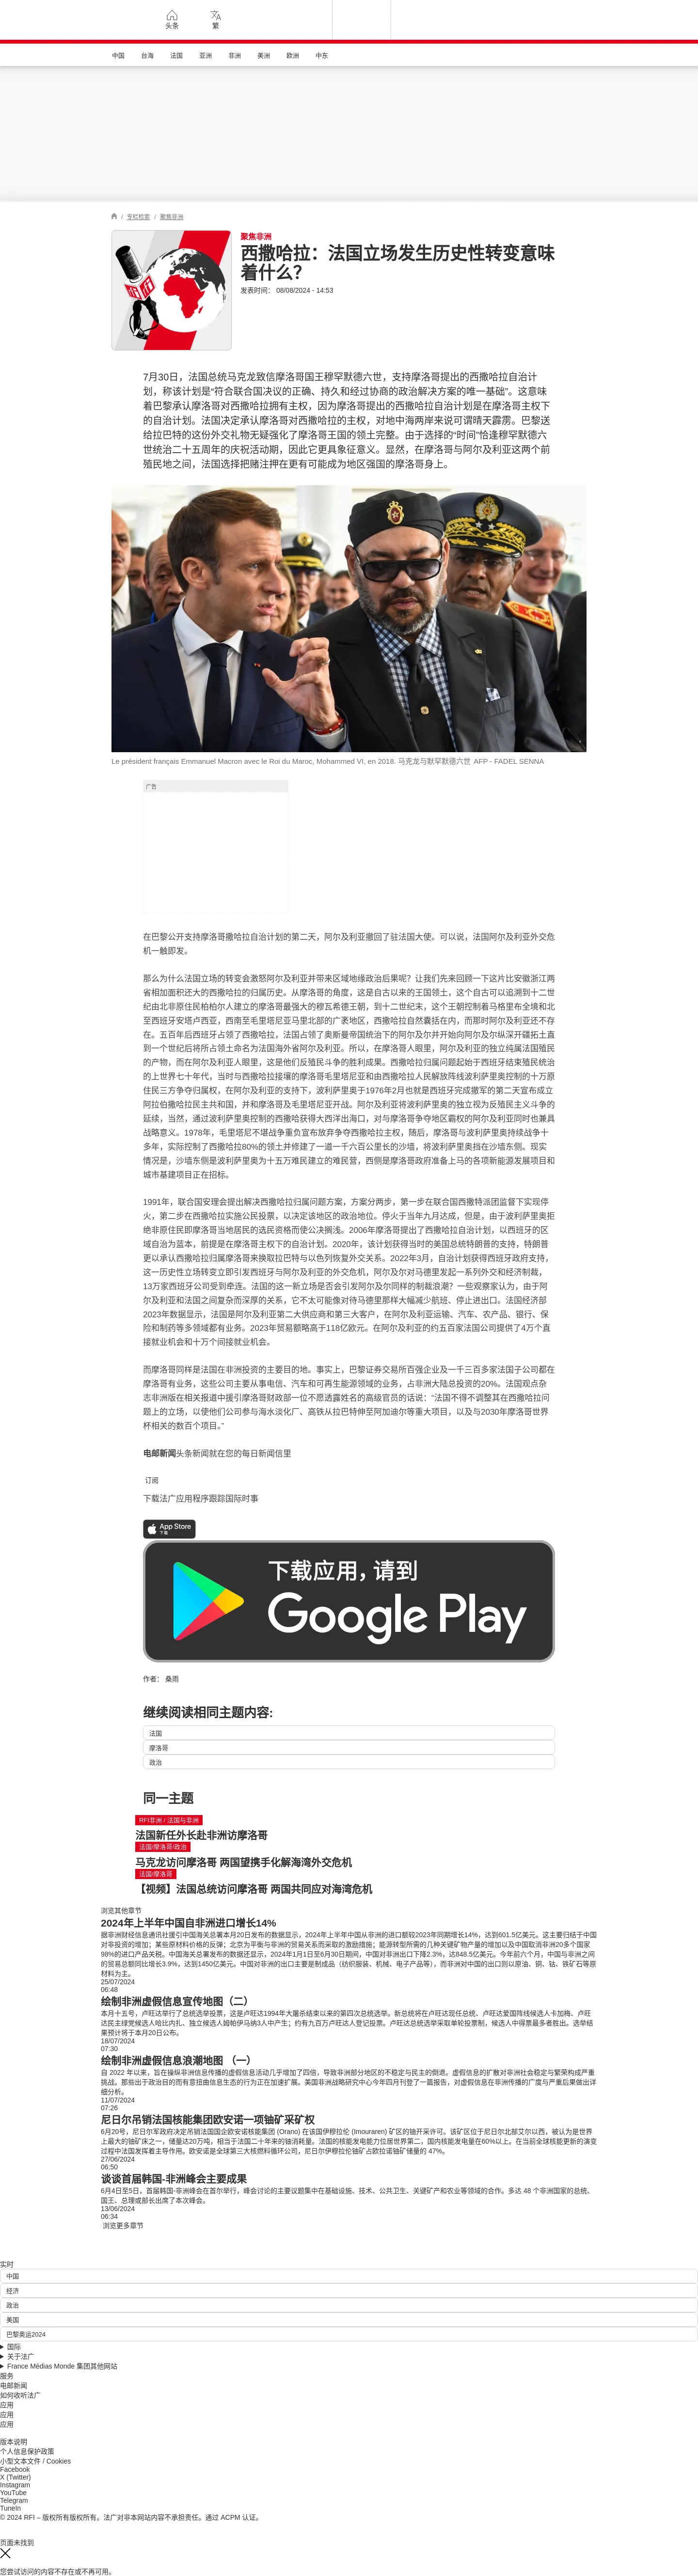 头条
繁
中国 台海 法国 亚洲 非洲 美洲 欧洲 中东
/ 专栏检索 / 聚焦非洲
聚焦非洲
西撒哈拉：法国立场发生历史性转变意味
着什么？
发表时间： 08/08/2024 - 14:53
7月30日，法国总统马克龙致信摩洛哥国王穆罕默德六世，支持摩洛哥提出的西撒哈拉自治计
划，称该计划是“符合联合国决议的正确、持久和经过协商的政治解决方案的唯一基础”。这意味
着巴黎承认摩洛哥对西撒哈拉拥有主权，因为摩洛哥提出的西撒哈拉自治计划是在摩洛哥主权下
的自治计划。法国决定承认摩洛哥对西撒哈拉的主权，对地中海两岸来说可谓晴天霹雳。巴黎送
给拉巴特的这份外交礼物无疑强化了摩洛哥王国的领土完整。由于选择的“时间”恰逢穆罕默德六
世统治二十五周年的庆祝活动期，因此它更具象征意义。显然，在摩洛哥与阿尔及利亚这两个前
殖民地之间，法国选择把赌注押在更有可能成为地区强国的摩洛哥身上。
Le président français Emmanuel Macron avec le Roi du Maroc, Mohammed VI, en 2018. 马克龙与默罕默德六世 AFP - FADEL SENNA
广告
在巴黎公开支持摩洛哥撒哈拉自治计划的第二天，阿尔及利亚撤回了驻法国大使。可以说，法国阿尔及利亚外交危
机一触即发。
那么为什么法国立场的转变会激怒阿尔及利亚并带来区域地缘政治后果呢？让我们先来回顾一下这片比安徽浙江两
省相加面积还大的西撒哈拉的归属历史。从摩洛哥的角度，这是自古以来的王国领土，这个自古可以追溯到十二世
纪由北非原住民柏柏尔人建立的摩洛哥最强大的穆瓦希德王朝，到十二世纪末，这个王朝控制着马格里布全境和北
至西班牙安塔卢西亚，西南至毛里塔尼亚马里北部的广袤地区，西撒哈拉自然囊括在内，而那时阿尔及利亚还不存
在。五百年后西班牙占领了西撒哈拉，法国占领了奥斯曼帝国统治下的阿尔及尔并开始向阿尔及尔纵深开疆拓土直
到一个世纪后将所占领土命名为法国海外省阿尔及利亚。所以，在摩洛哥人眼里，阿尔及利亚的独立纯属法国殖民
的产物，而在阿尔及利亚人眼里，这是他们反殖民斗争的胜利成果。西撒哈拉归属问题起始于西班牙结束殖民统治
的上世界七十年代，当时与西撒哈拉接壤的摩洛哥毛里塔尼亚和由西撒哈拉人民解放阵线波利萨里奥控制的十万原
住民三方争夺归属权，在阿尔及利亚的支持下，波利萨里奥于1976年2月也就是西班牙完成撤军的第二天宣布成立
阿拉伯撒哈拉民主共和国，并和摩洛哥及毛里塔尼亚开战。阿尔及利亚将波利萨里奥的独立视为反殖民主义斗争的
延续，当然，通过波利萨里奥控制的西撒哈获得大西洋出海口，对与摩洛哥争夺地区霸权的阿尔及利亚同时也兼具
战略意义。1978年，毛里塔尼不堪战争重负宣布放弃争夺西撒哈拉主权，随后，摩洛哥与波利萨里奥持续战争十
多年，实际控制了西撒哈拉80%的领土并修建了一道一千六百公里长的沙墙，将波利萨里奥挡在沙墙东侧。现实
情况是，沙墙东侧是波利萨里奥为十五万难民建立的难民营，西侧是摩洛哥政府准备上马的各项新能源发展项目和
城市基建项目正在招标。
1991年，联合国安理会提出解决西撒哈拉归属问题方案，方案分两步，第一步在联合国西撒特派团监督下实现停
火，第二步在西撒哈拉实施公民投票，以决定该地区的政治地位。停火于当年九月达成，但是，由于波利萨里奥拒
绝非原住民即摩洛哥当地居民的选民资格而使公决搁浅。2006年摩洛哥提出了西撒哈拉自治计划，以西班牙的区
域自治为蓝本，前提是在摩洛哥主权下的自治计划。2020年，该计划获得当时的美国总统特朗普的支持，特朗普
更以承认西撒哈拉归属摩洛哥来换取拉巴特与以色列恢复外交关系。2022年3月，自治计划获得西班牙政府支持，
这一历史性立场转变立即引发西班牙与阿尔及利亚的外交危机，阿尔及尔对马德里发起一系列外交和经济制裁，
13万家西班牙公司受到牵连。法国的这一新立场是否会引发阿尔及尔同样的制裁浪潮？一些观察家认为，由于阿
尔及利亚和法国之间复杂而深厚的关系，它不太可能像对待马德里那样大幅减少航班、停止进出口。法国经济部
2023年数据显示，法国是阿尔及利亚第二大供应商和第三大客户，在阿尔及利亚运输、汽车、农产品、银行、保
险和制药等多领域都有业务。2023年贸易额略高于118亿欧元。在阿尔及利亚的约五百家法国公司提供了4万个直
接就业机会和十万个间接就业机会。
而摩洛哥同样是法国在非洲投资的主要目的地。事实上，巴黎证券交易所百强企业及一千三百多家法国子公司都在
摩洛哥有业务，这些公司主要从事电信、汽车和可再生能源领域的业务，占非洲大陆总投资的20%。法国观点杂
志非洲版在相关报道中援引摩洛哥财政部一位不愿透露姓名的高级官员的话说：“法国不得不调整其在西撒哈拉问
题上的立场，以使他们公司参与海水淡化厂、高铁从拉巴特伸至阿加迪尔等重大项目，以及与2030年摩洛哥世界
杯相关的数百个项目。”
电邮新闻头条新闻就在您的每日新闻信里
订阅
下载法广应用程序跟踪国际时事
App Store
下载
下载应用，请到
Google Play
作者： 桑雨
继续阅读相同主题内容:
法国
摩洛哥
政治
同一主题
RFI非洲 / 法国与非洲
法国新任外长赴非洲访摩洛哥
法国/摩洛哥/政治
马克龙访问摩洛哥 两国望携手化解海湾外交危机
法国/摩洛哥
【视频】法国总统访问摩洛哥 两国共同应对海湾危机
浏览其他章节
2024年上半年中国自非洲进口增长14%
据非洲财经信息通讯社援引中国海关总署本月20日发布的数据显示，2024年上半年中国从非洲的进口额较2023年同期增长14%，达到601.5亿美元。这主要归结于中国
对非投资的增加；某些原材料价格的反弹；北京为平衡与非洲的贸易关系而采取的激励措施；能源转型所需的几种关键矿物产量的增加以及中国取消非洲20多个国家
98%的进口产品关税。中国海关总署发布的数据还显示，2024年1月1日至6月30日期间，中国对非洲出口下降2.3%，达848.5亿美元。今年前六个月，中国与非洲之间
的贸易总额同比增长3.9%，达到1450亿美元。中国对非洲的出口主要是制成品（纺织服装、机械、电子产品等），而非洲对中国的出口则以原油、铜、钴、铁矿石等原
材料为主。
25/07/2024
06:48
绘制非洲虚假信息宣传地图（二）
本月十五号，卢旺达举行了总统选举投票，这是卢旺达1994年大屠杀结束以来的第四次总统选举。新总统将在卢旺达现任总统、卢旺达爱国阵线候选人卡加梅、卢旺
达民主绿党候选人哈比内扎、独立候选人姆帕伊马纳3人中产生；约有九百万卢旺达人登记投票。卢旺达总统选举采取单轮投票制，候选人中得票最多者胜出。选举结
果预计将于本月20日公布。
18/07/2024
07:30
绘制非洲虚假信息浪潮地图 （一）
自 2022 年以来，旨在操纵非洲信息传播的虚假信息活动几乎增加了四倍，导致非洲部分地区的不稳定与民主的倒退。虚假信息的扩散对非洲社会稳定与繁荣构成严重
挑战。那些出于政治目的而有意扭曲信息生态的行为正在加速扩展。美国非洲战略研究中心今年四月刊登了一篇报告，对虚假信息在非洲传播的广度与严重后果做出详
细分析。
11/07/2024
07:26
尼日尔吊销法国核能集团欧安诺一项铀矿采矿权
6月20号，尼日尔军政府决定吊销法国国企欧安诺核能集团 (Orano) 在该国伊穆拉伦 (Imouraren) 矿区的铀开采许可。该矿区位于尼日尔北部艾尔以西，被认为是世界
上最大的铀矿床之一，储量达20万吨，相当于法国二十年来的铀消耗量。法国的核能发电能力位居世界第二，国内核能发电量在60%以上。在当前全球核能更新的演变
过程中法国发挥着主导作用。欧安诺是全球第三大核燃料循环公司，尼日尔伊穆拉伦铀矿占欧拉诺铀矿储量的 47%。
27/06/2024
06:50
谈谈首届韩国-非洲峰会主要成果
6月4日至5日，首届韩国-非洲峰会在首尔举行，峰会讨论的主要议题集中在基础设施、技术、公共卫生、关键矿产和农业等领域的合作。多达 48 个非洲国家的总统、
国王、总理或部长出席了本次峰会。
13/06/2024
06:34
浏览更多章节
实时
中国
经济
政治
美国
巴黎奥运2024
国际
关于法广
France Médias Monde 集团其他网站
服务
电邮新闻
如何收听法广
应用
应用
应用
版本说明
个人信息保护政策
小型文本文件 / Cookies
Facebook
X (Twitter)
Instagram
YouTube
Telegram
TuneIn
© 2024 RFI – 版权所有版权所有。法广对非本网站内容不承担责任。通过 ACPM 认证。
页面未找到
您尝试访问的内容不存在或不再可用。